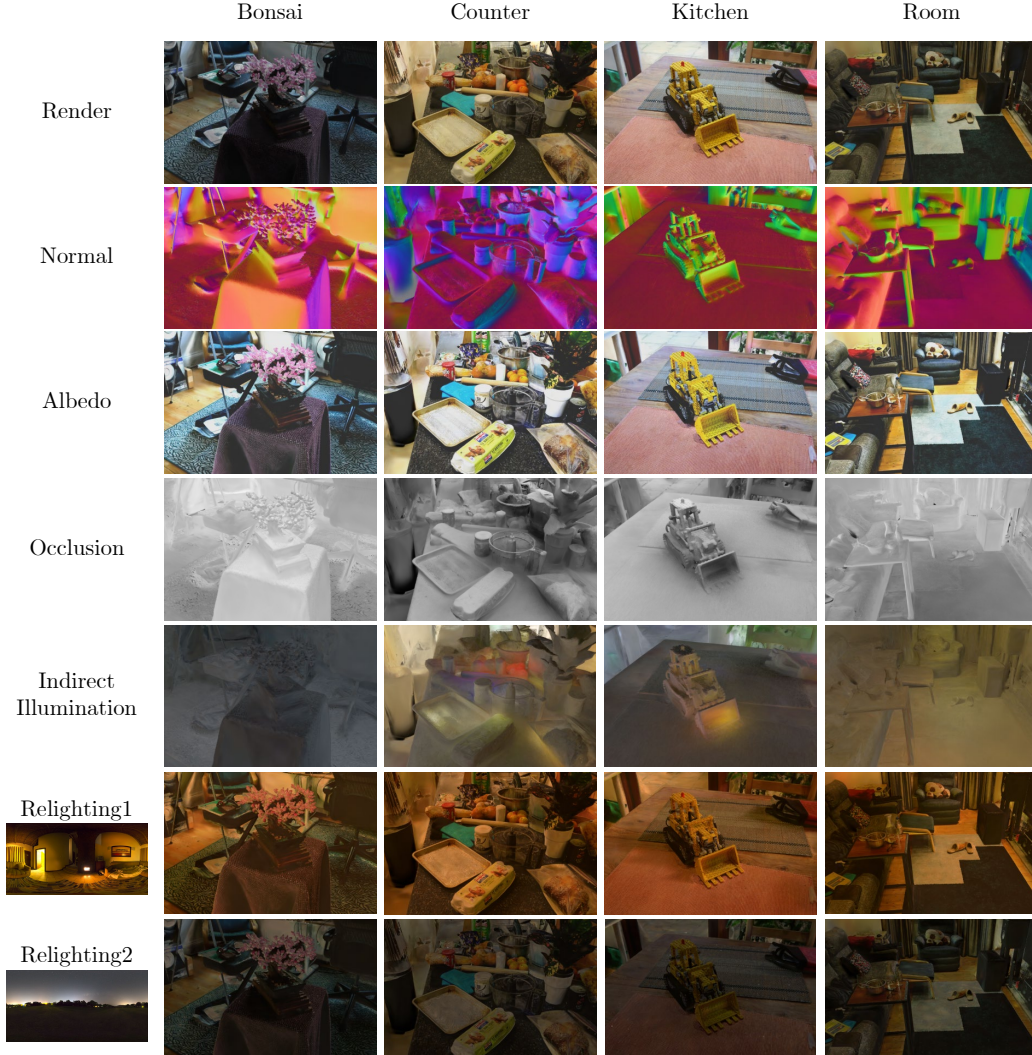 Bonsai Counter Kitchen Room
Render
Normal
Albedo
Occlusion
Indirect
Illumination
Relighting1
Relighting2